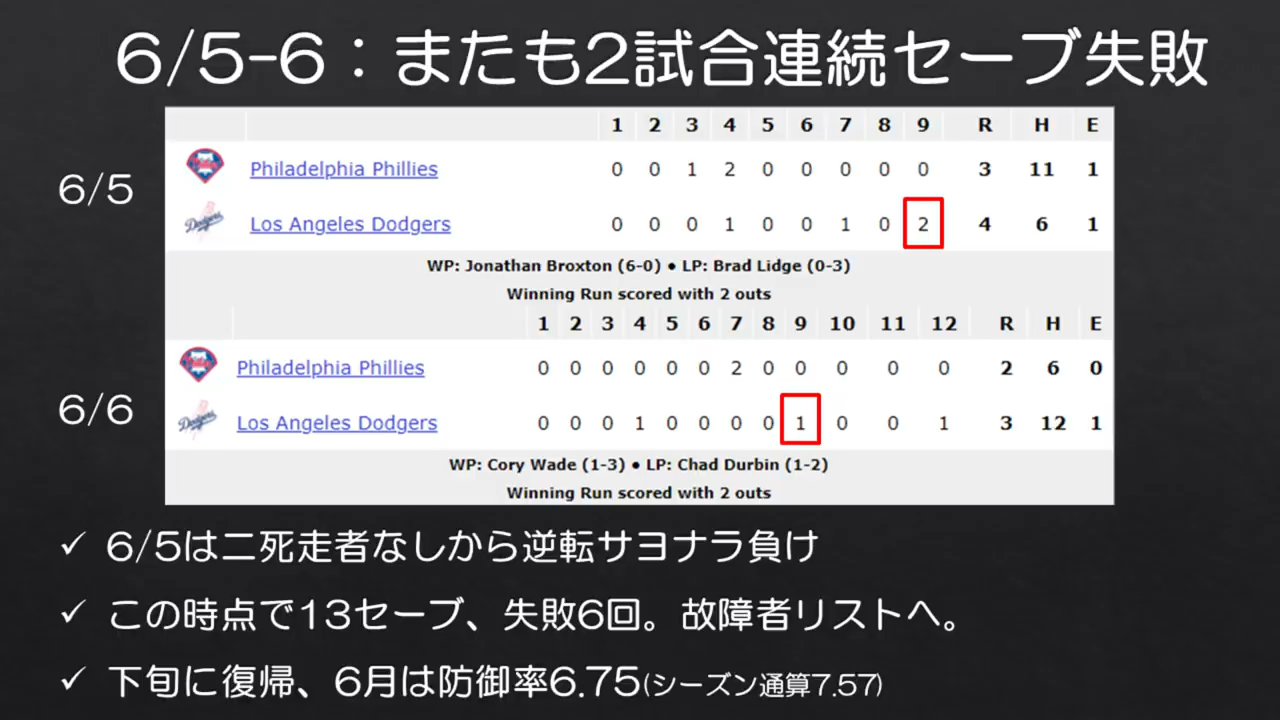 6/5-6：またも2試合連続セーブ失敗
1 2 3 4 5 6 7 8 9 R H E
6/5
Philadelphia Phillies 0 0 1 2 0 0 0 0 0 3 11 1
Los Angeles Dodgers 0 0 0 1 0 0 1 0 2 4 6 1
WP: Jonathan Broxton (6-0) ● LP: Brad Lidge (0-3)
Winning Run scored with 2 outs
1 2 3 4 5 6 7 8 9 10 11 12 R H E
6/6
Philadelphia Phillies 0 0 0 0 0 0 2 0 0 0 0 0 2 6 0
Los Angeles Dodgers 0 0 0 1 0 0 0 0 1 0 0 1 3 12 1
WP: Cory Wade (1-3) ● LP: Chad Durbin (1-2)
Winning Run scored with 2 outs
✓ 6/5は二死走者なしから逆転サヨナラ負け
✓ この時点で13セーブ、失敗6回。故障者リストへ。
✓ 下旬に復帰、6月は防御率6.75(シーズン通算7.57)